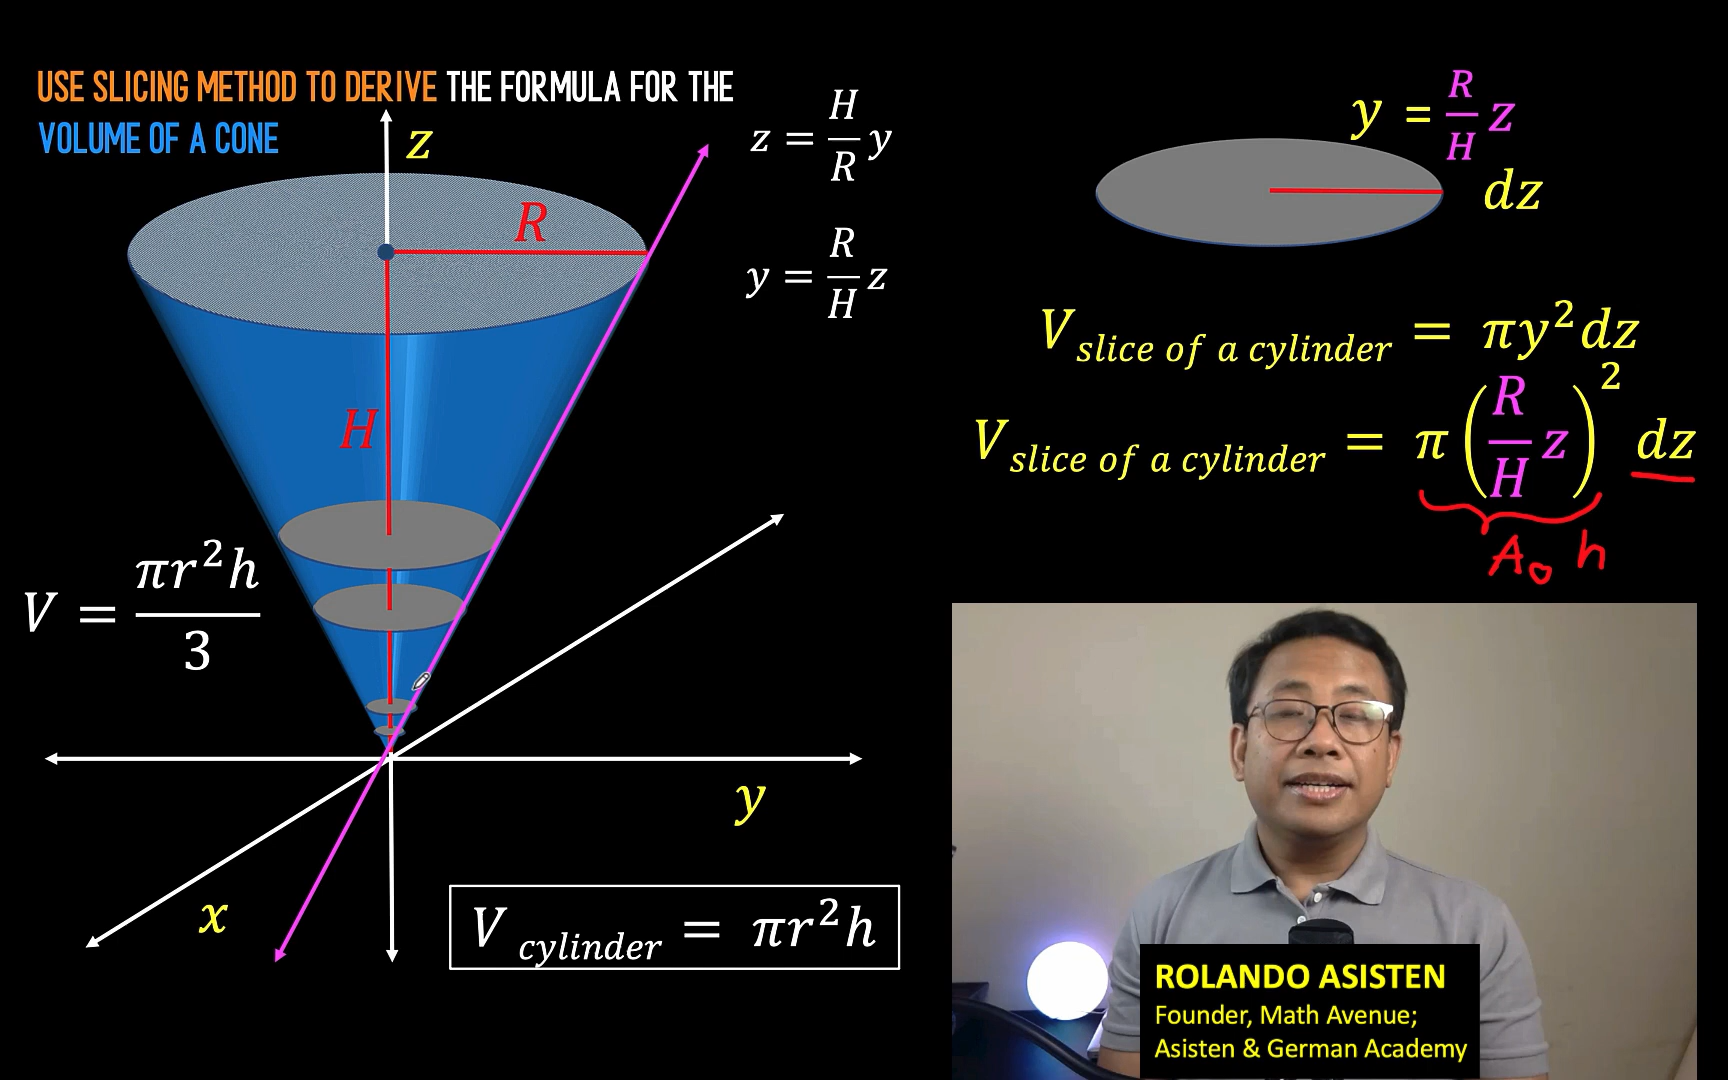 USE SLICING METHOD TO DERIVE THE FORMULA FOR THE
VOLUME OF A CONE
z
z = H/R y
y = R/H z
R
H
V = πr²h/3
y
x
V cylinder = πr²h
y = R/H z
dz
V slice of a cylinder = πy²dz
V slice of a cylinder = π(R/H z)² dz
A₀ h
ROLANDO ASISTEN
Founder, Math Avenue;
Asisten & German Academy